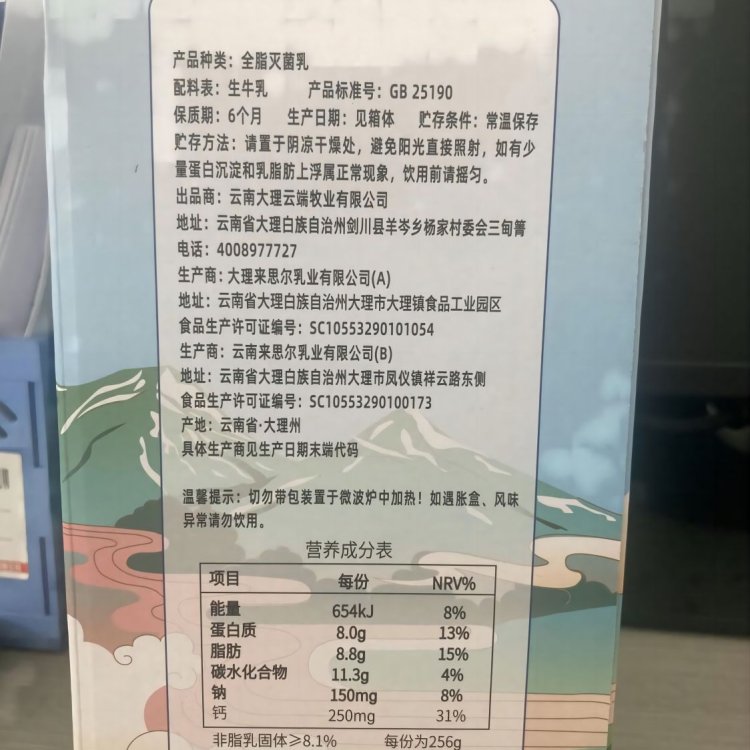 产品种类：全脂灭菌乳
配料表：生牛乳 产品标准号：GB 25190
保质期：6个月 生产日期：见箱体 贮存条件：常温保存
贮存方法：请置于阴凉干燥处，避免阳光直接照射，如有少
量蛋白沉淀和乳脂肪上浮属正常现象，饮用前请摇匀。
出品商：云南大理云端牧业有限公司
地址：云南省大理白族自治州剑川县羊岑乡杨家村委会三甸箐
电话：4008977727
生产商：大理来思尔乳业有限公司(A)
地址：云南省大理白族自治州大理市大理镇食品工业园区
食品生产许可证编号：SC10553290101054
生产商：云南来思尔乳业有限公司(B)
地址：云南省大理白族自治州大理市凤仪镇祥云路东侧
食品生产许可证编号：SC10553290100173
产地：云南省·大理州
具体生产商见生产日期末端代码
温馨提示：切勿带包装置于微波炉中加热！如遇胀盒、风味
异常请勿饮用。
营养成分表
项目 每份 NRV%
能量 654kJ 8%
蛋白质 8.0g 13%
脂肪 8.8g 15%
碳水化合物 11.3g 4%
钠 150mg 8%
钙 250mg 31%
非脂乳固体≥8.1% 每份为256g